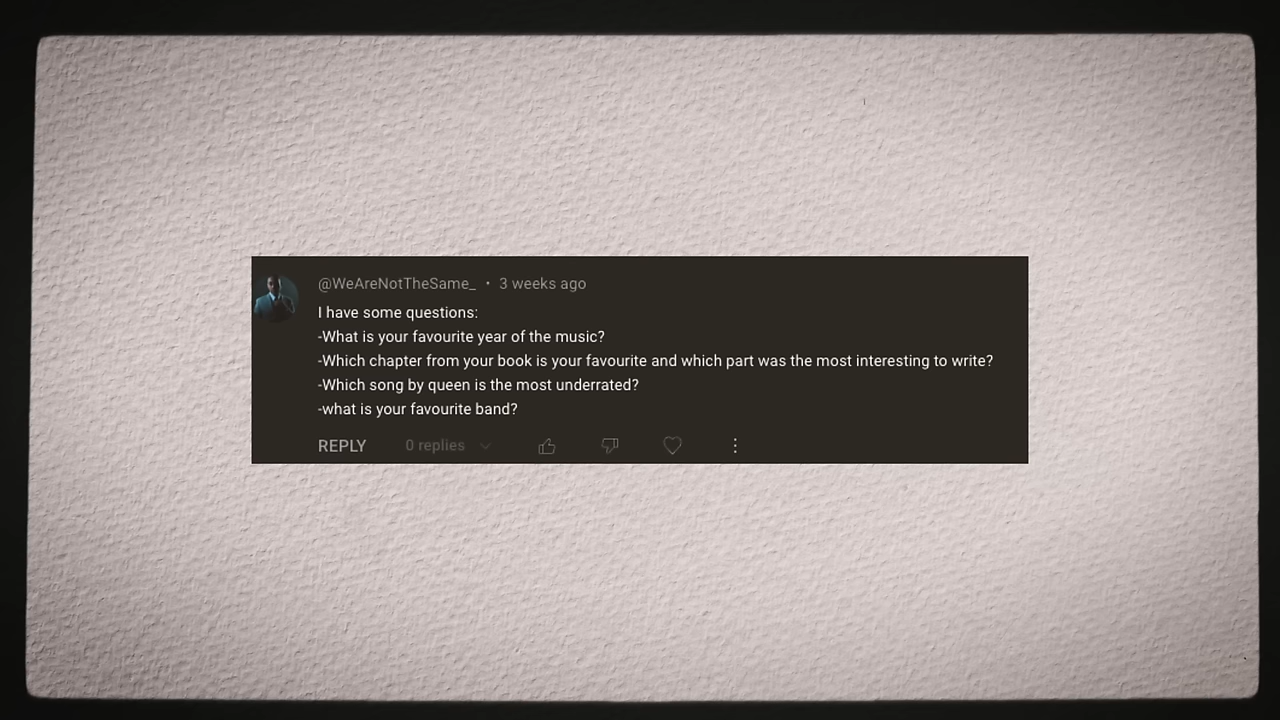 @WeAreNotTheSame_ • 3 weeks ago
I have some questions:
-What is your favourite year of the music?
-Which chapter from your book is your favourite and which part was the most interesting to write?
-Which song by queen is the most underrated?
-what is your favourite band?
REPLY 0 replies